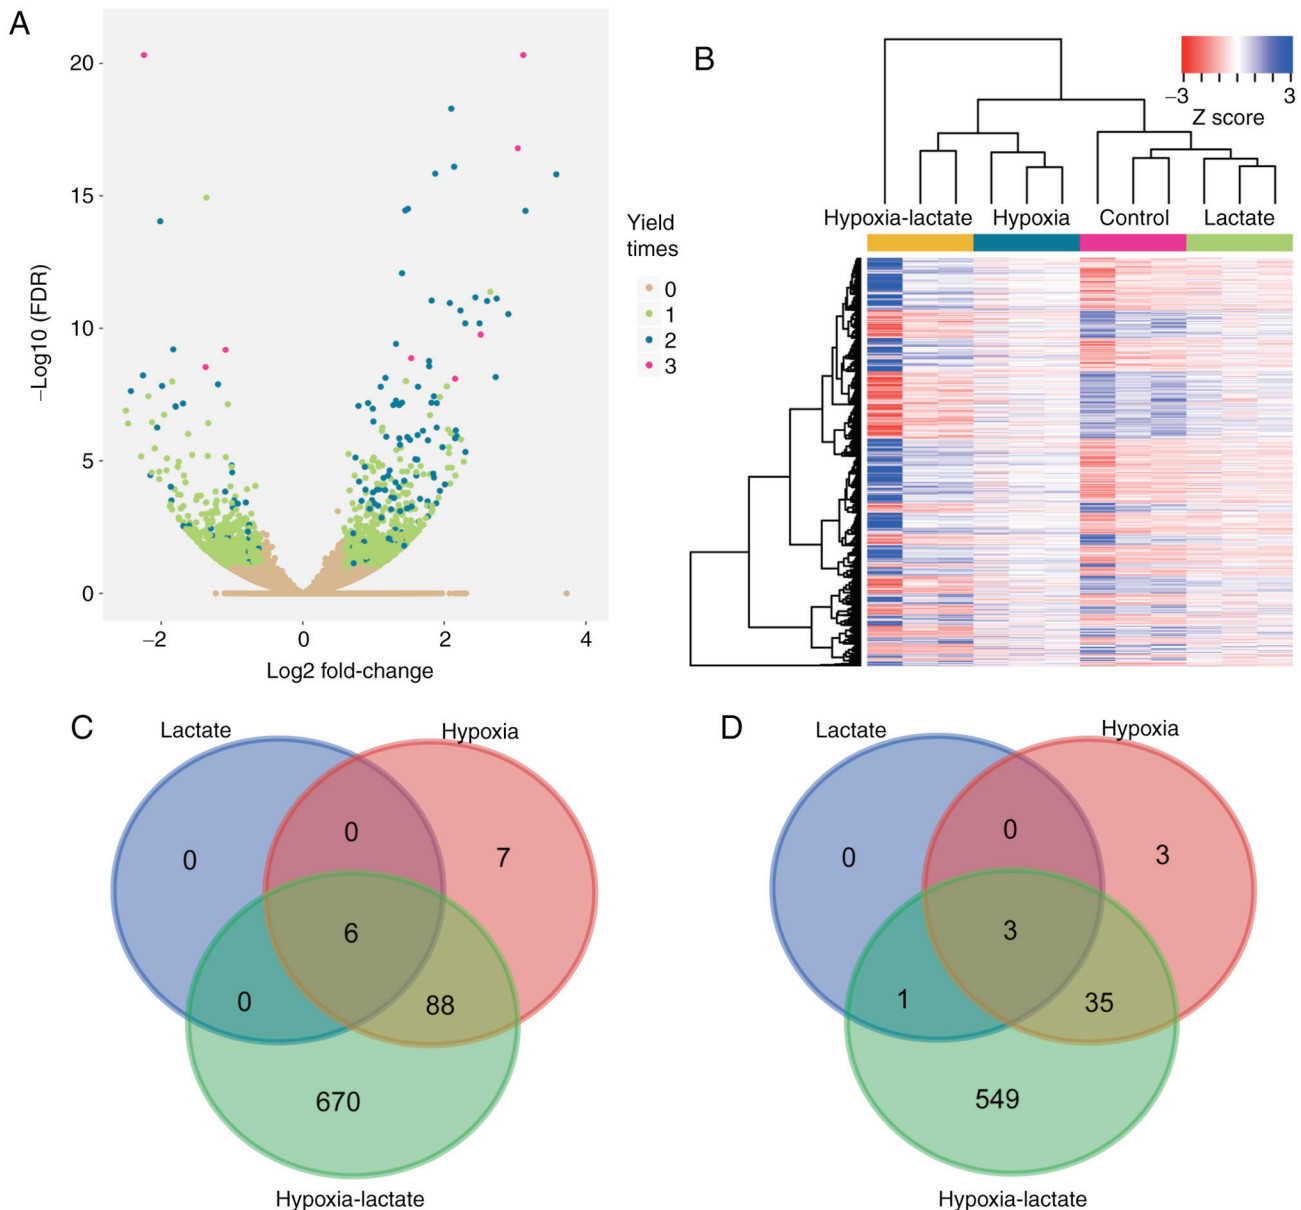 A
20
15
10
5
0
−Log10 (FDR)
−2
0
2
4
Log2 fold-change
Yield
times
0
1
2
3
B
−3
3
Z score
Hypoxia-lactate
Hypoxia
Control
Lactate
C
Lactate
Hypoxia
0
0
7
6
0
88
670
Hypoxia-lactate
D
Lactate
Hypoxia
0
0
3
3
1
35
549
Hypoxia-lactate